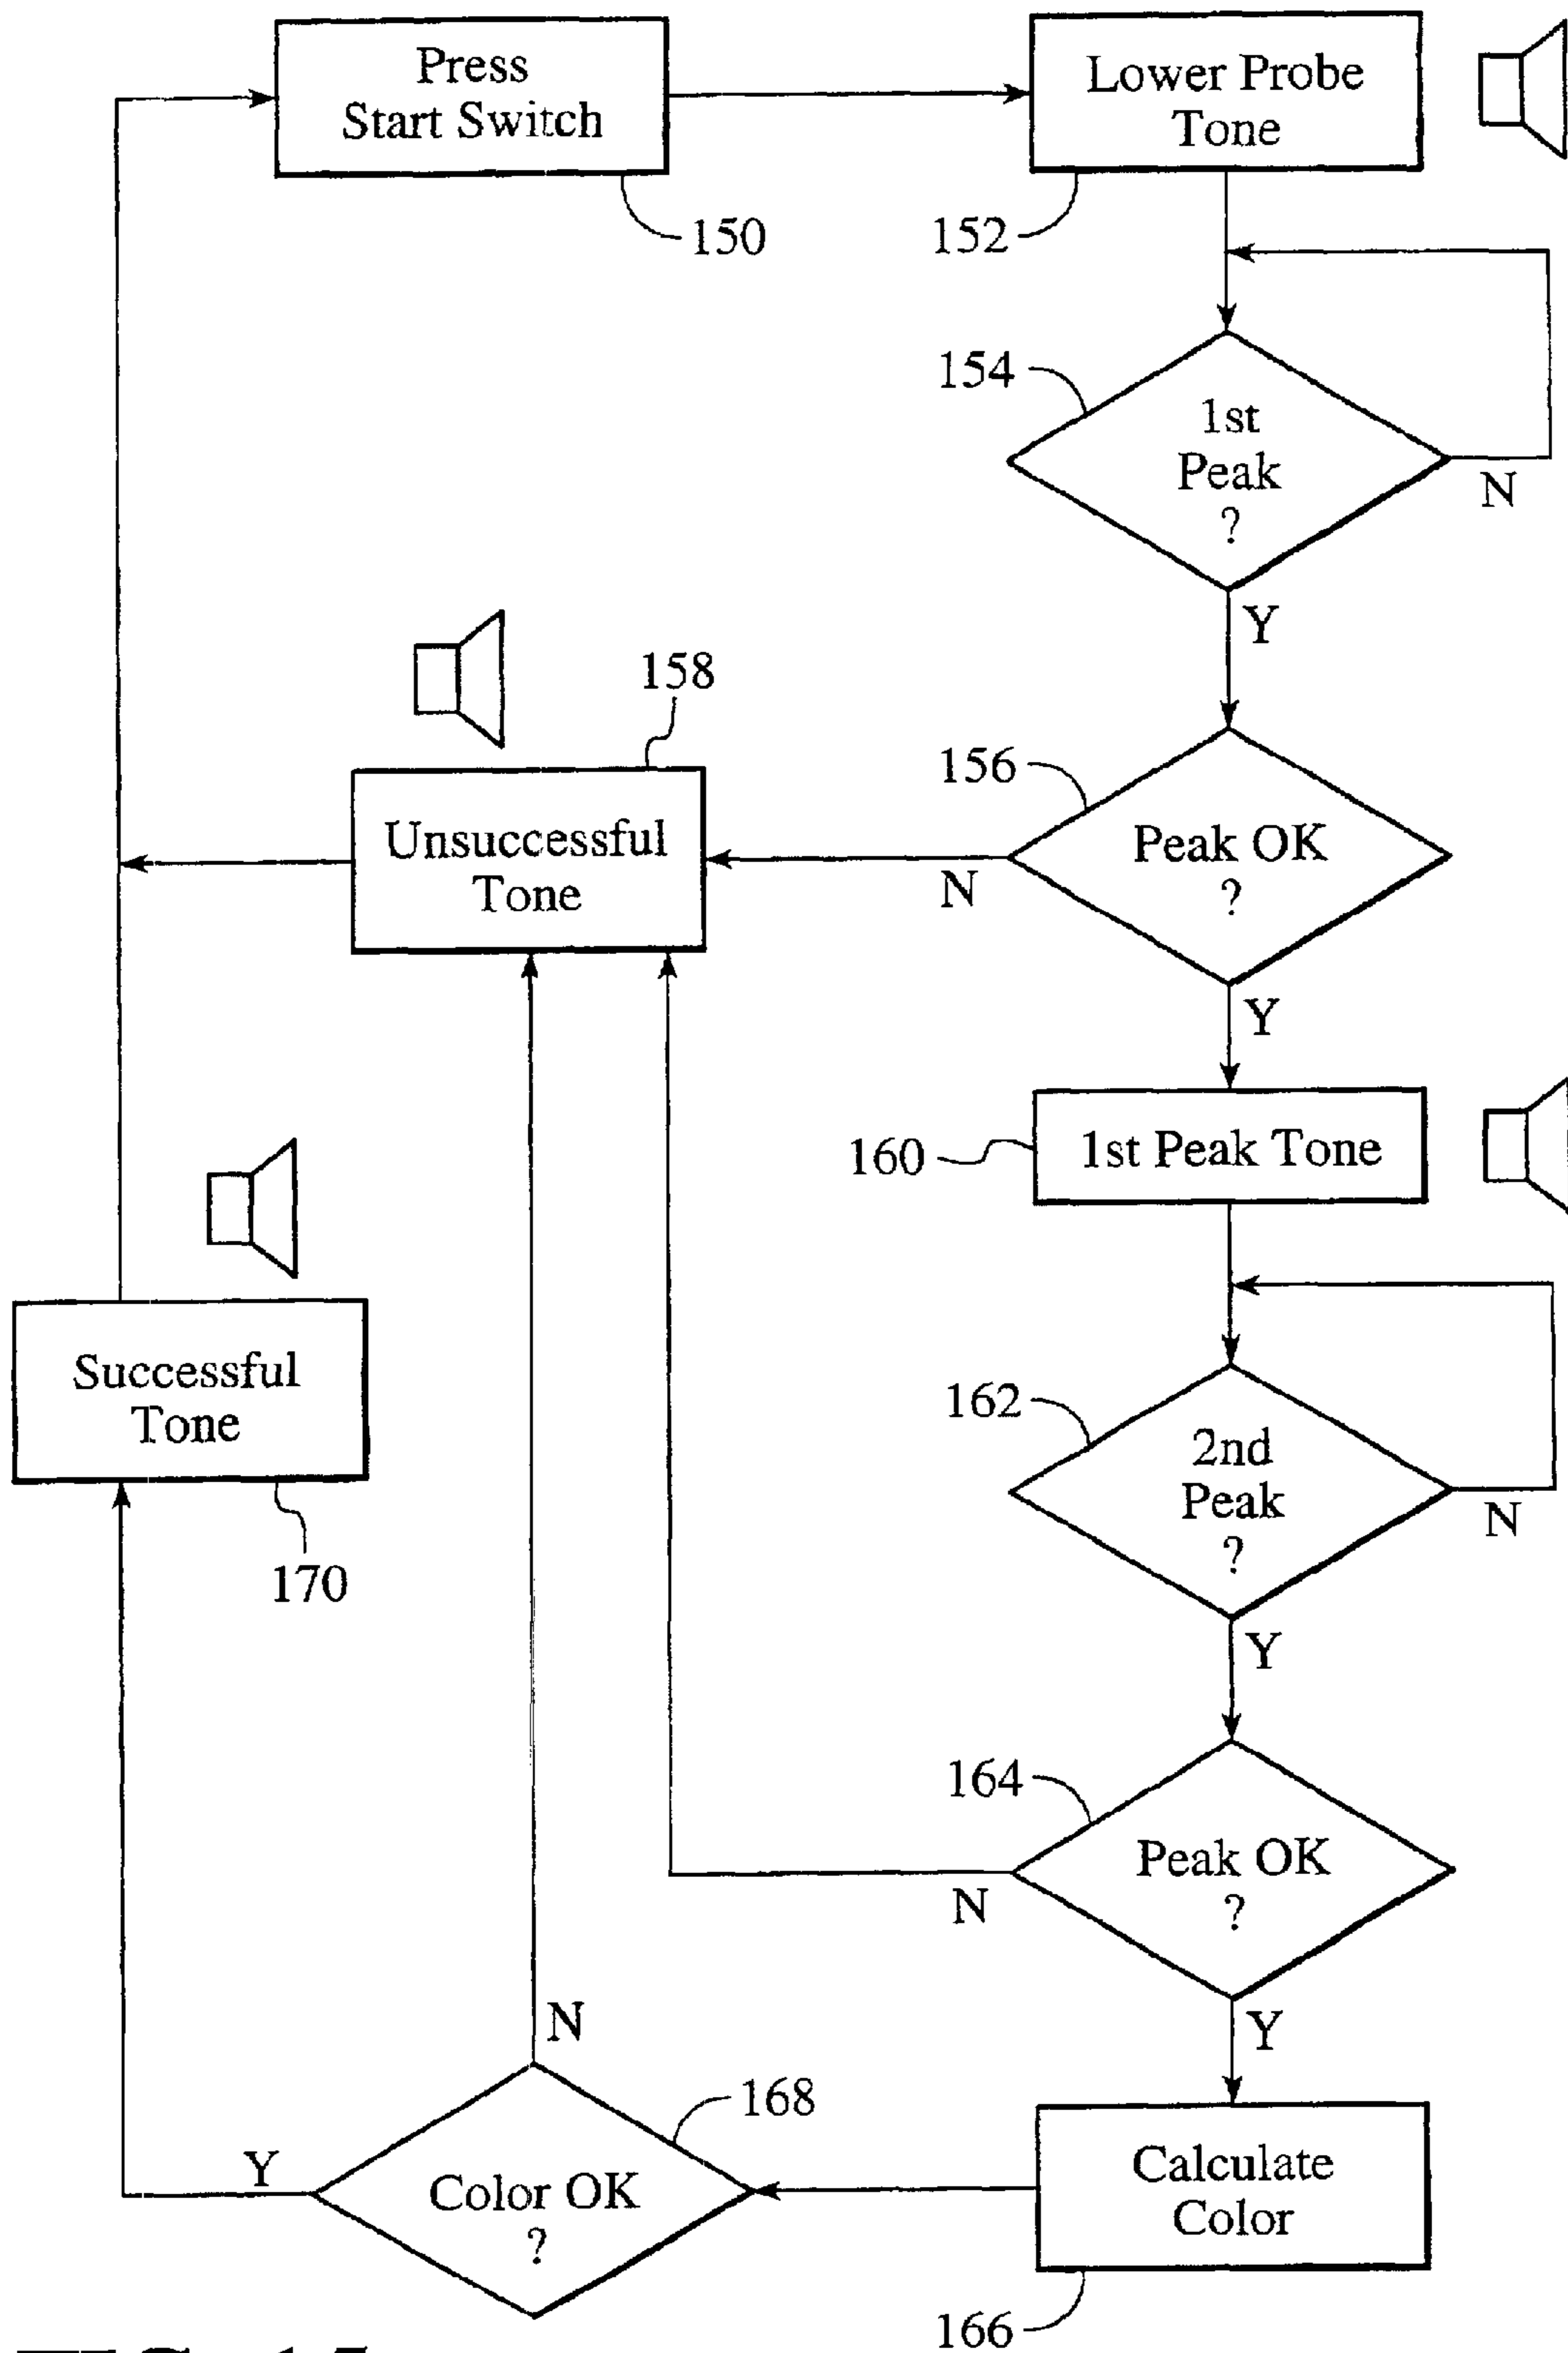 Press
Start Switch
150
Lower Probe
Tone
152
154
1st
Peak
?
N
Y
158
Unsuccessful
Tone
156
Peak OK
?
N
Y
160
1st Peak Tone
Successful
Tone
170
162
2nd
Peak
?
N
Y
164
Peak OK
?
N
Y
N
168
Y
Color OK
?
Calculate
Color
166